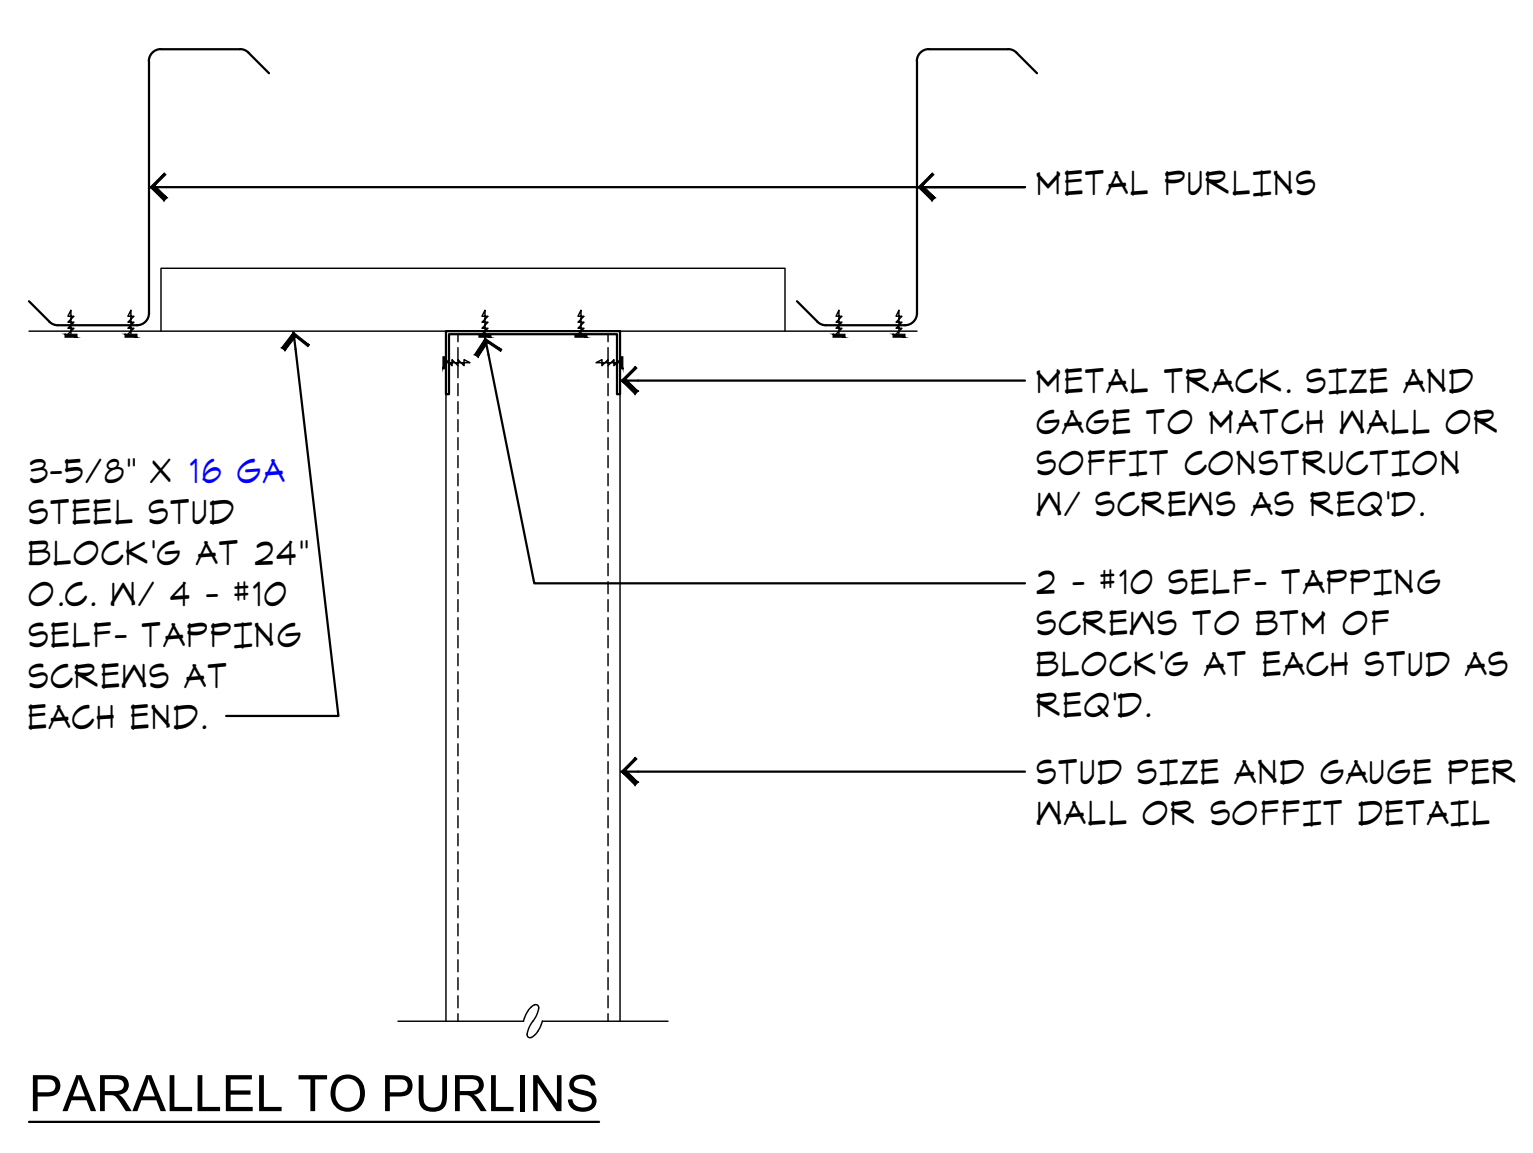 METAL PURLINS
METAL TRACK. SIZE AND
GAGE TO MATCH WALL OR
SOFFIT CONSTRUCTION
W/ SCREWS AS REQ'D.
3-5/8" X 16 GA
STEEL STUD
BLOCK'G AT 24"
O.C. W/ 4 - #10
SELF- TAPPING
SCREWS AT
EACH END.
2 - #10 SELF- TAPPING
SCREWS TO BTM OF
BLOCK'G AT EACH STUD AS
REQ'D.
STUD SIZE AND GAUGE PER
WALL OR SOFFIT DETAIL
PARALLEL TO PURLINS